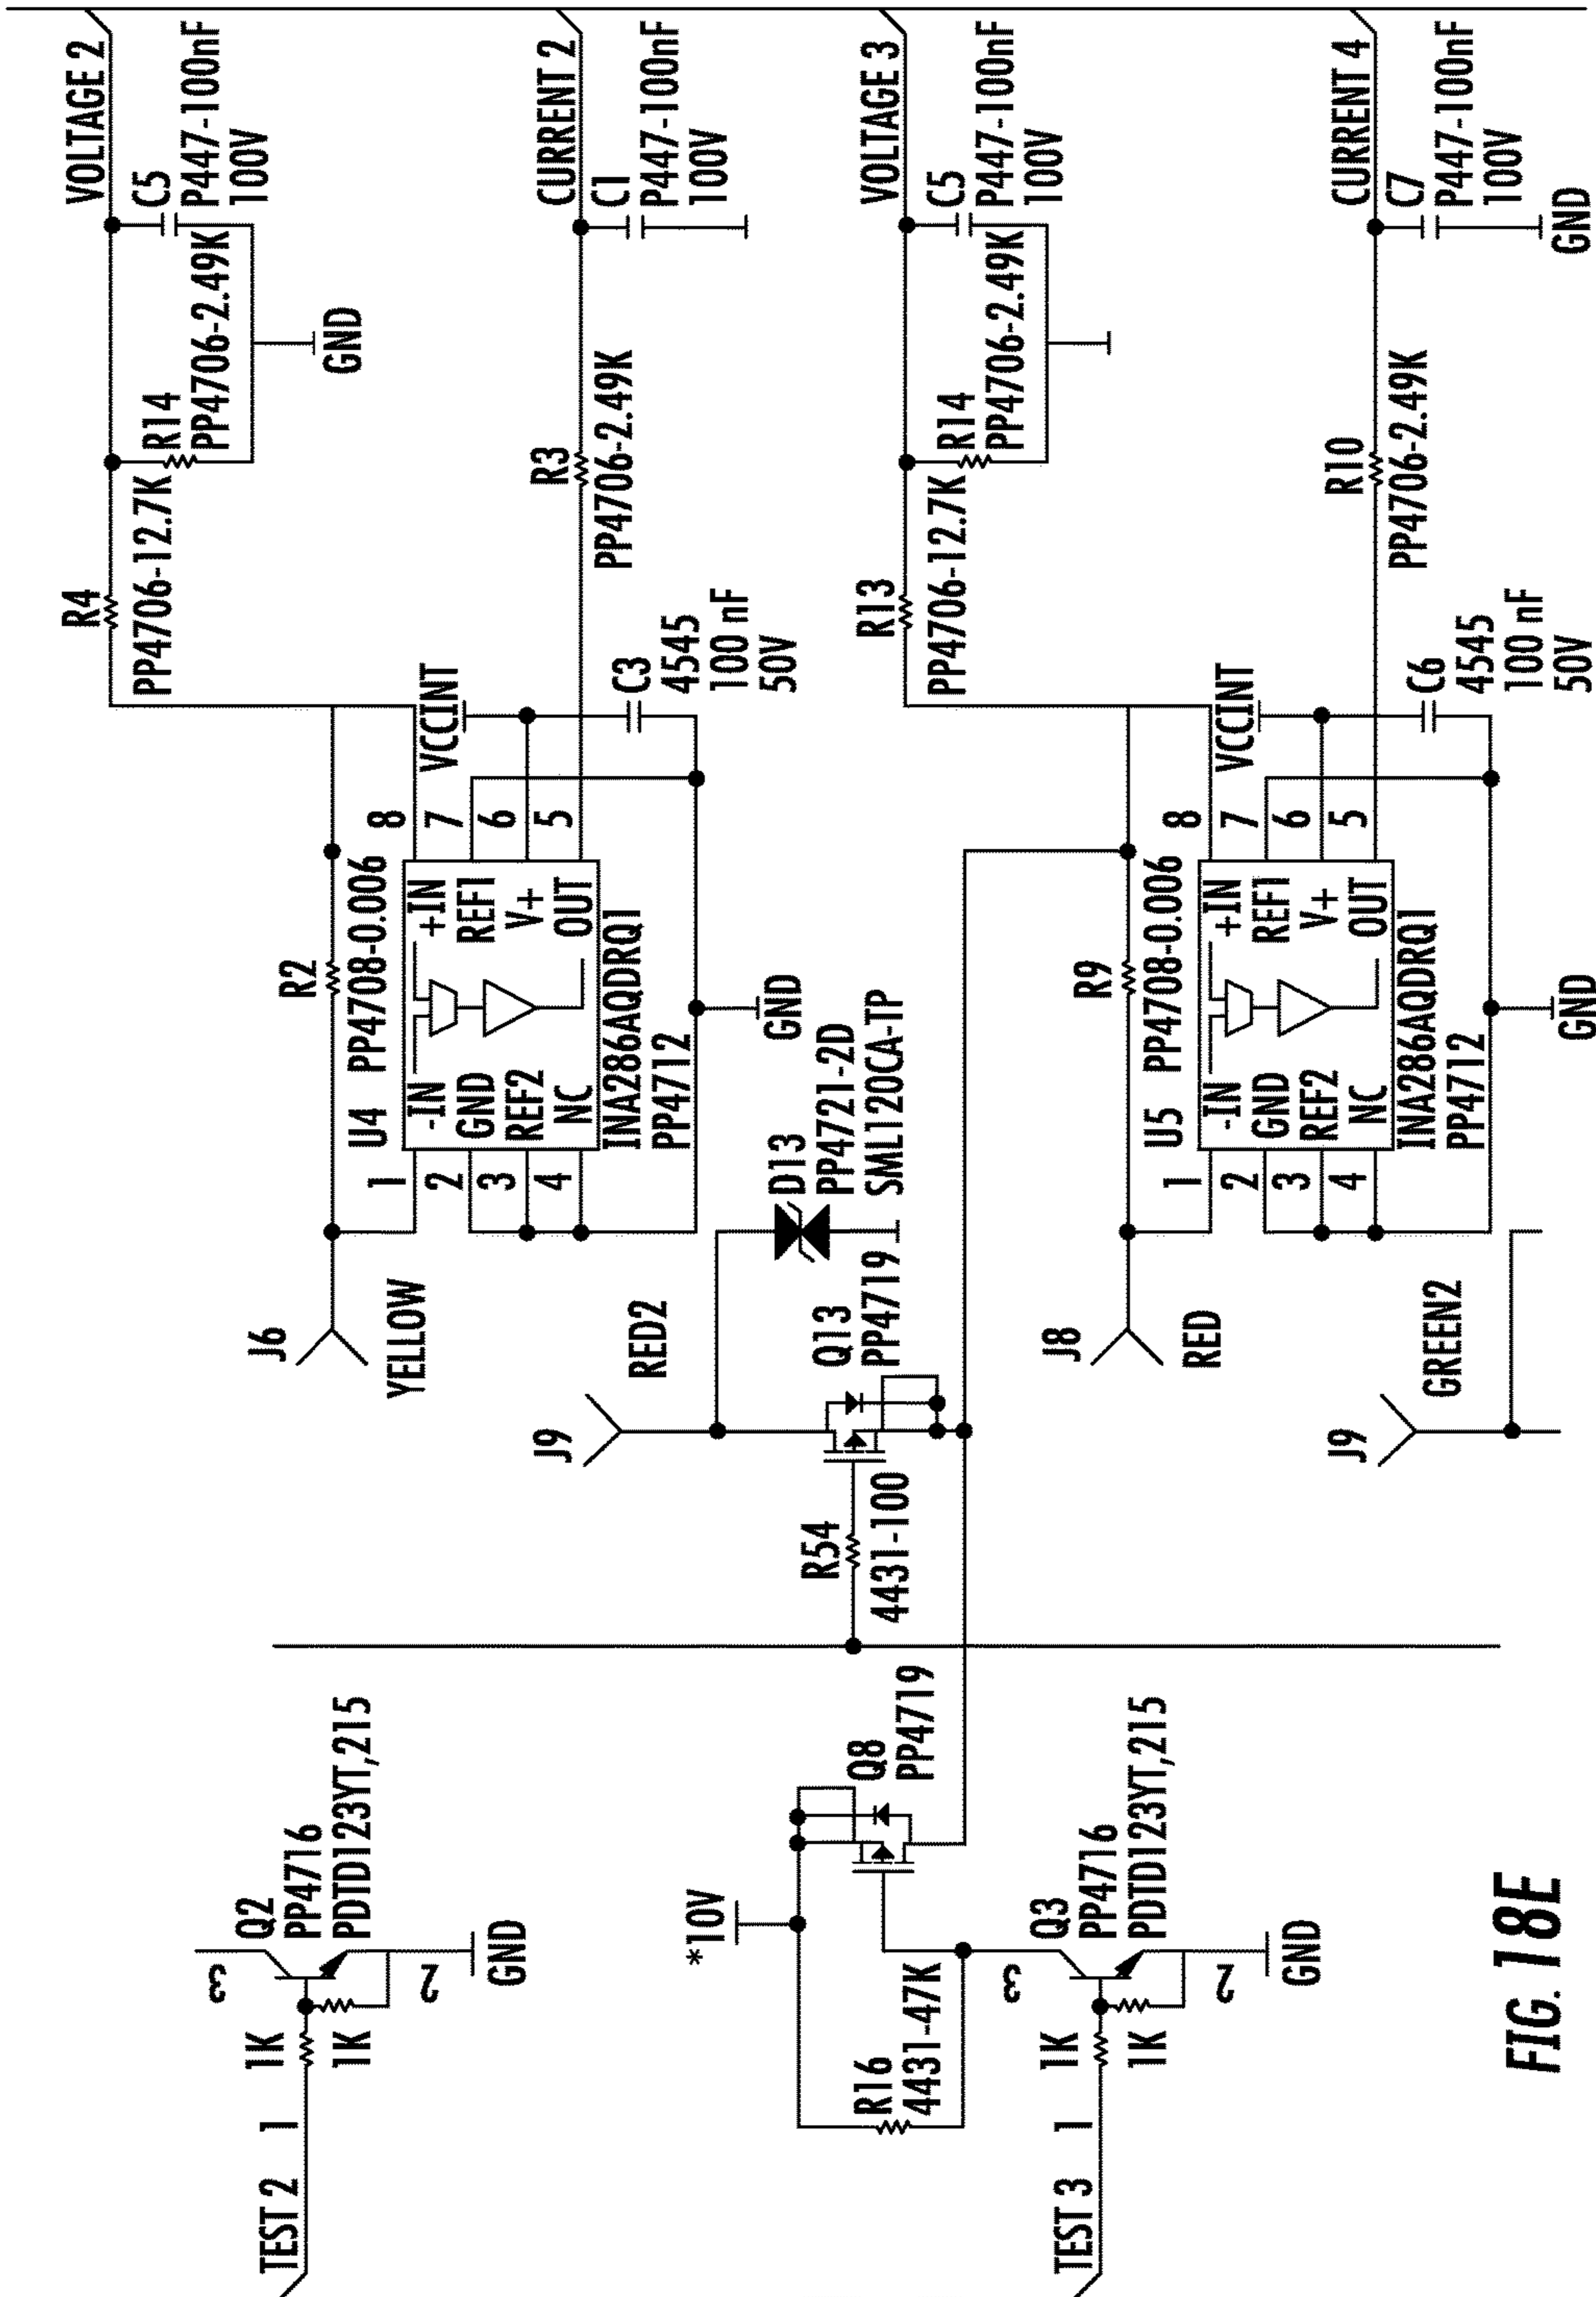 TEST 2
1
1K
1K
3
Q2
PP4716
PDTD123YT,215
2
GND
J6
YELLOW
R2
U4 PP4708-0.006
1
2
3
4
-IN
GND
REF2
NC
+IN
REF1
V+
OUT
8
7
6
5
INA286AQDRQ1
PP4712
GND
VCCINT
C3
4545
100 nF
50V
R4
PP4706-12.7K
R14
PP4706-2.49K
GND
C5
P447-100nF
100V
VOLTAGE 2
R3
PP4706-2.49K
CURRENT 2
C1
P447-100nF
100V
*10V
R16
4431-47K
Q8
PP4719
R54
4431-100
J9
RED2
Q13
PP4719
D13
PP4721-2D
SML120CA-TP
TEST 3
1
1K
1K
3
Q3
PP4716
PDTD123YT,215
2
GND
J8
RED
R9
U5 PP4708-0.006
1
2
3
4
-IN
GND
REF2
NC
+IN
REF1
V+
OUT
8
7
6
5
INA286AQDRQ1
PP4712
GND
VCCINT
C6
4545
100 nF
50V
R13
PP4706-12.7K
R14
PP4706-2.49K
C5
P447-100nF
100V
VOLTAGE 3
R10
PP4706-2.49K
CURRENT 4
C7
P447-100nF
100V
GND
J9
GREEN2
FIG. 18E